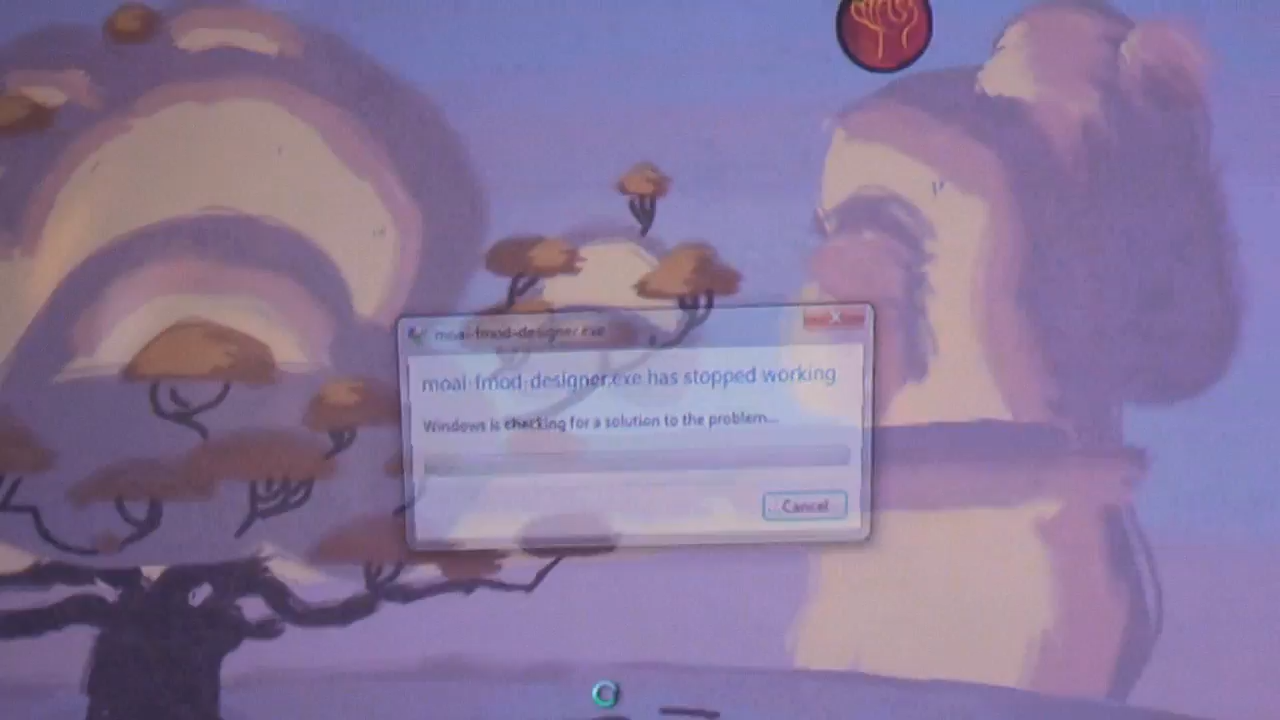 moai-fmod-designer.exe
moai-fmod-designer.exe has stopped working
Windows is checking for a solution to the problem...
Cancel